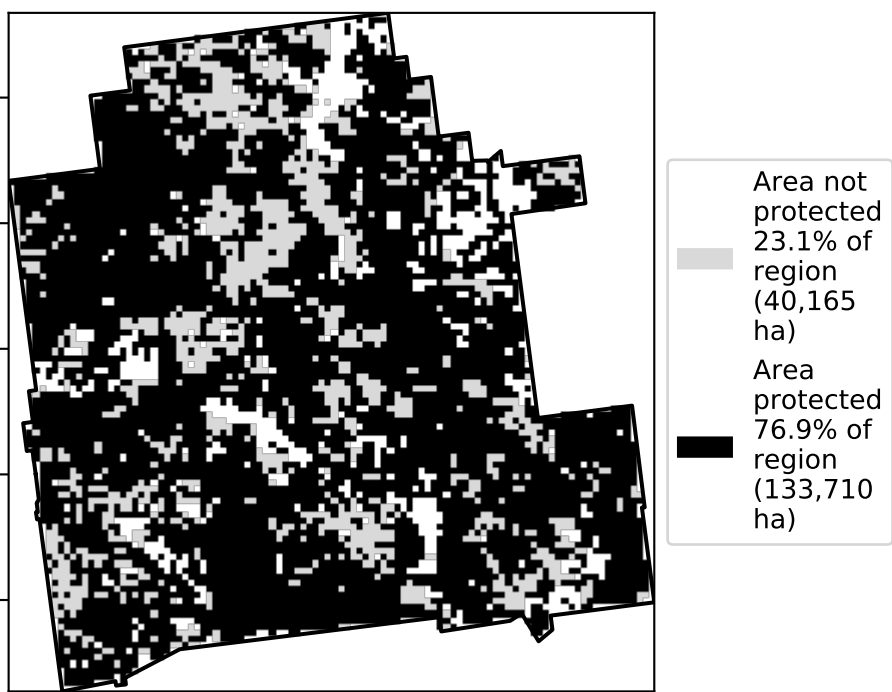 Area not
protected
23.1% of
region
(40,165
ha)
Area
protected
76.9% of
region
(133,710
ha)